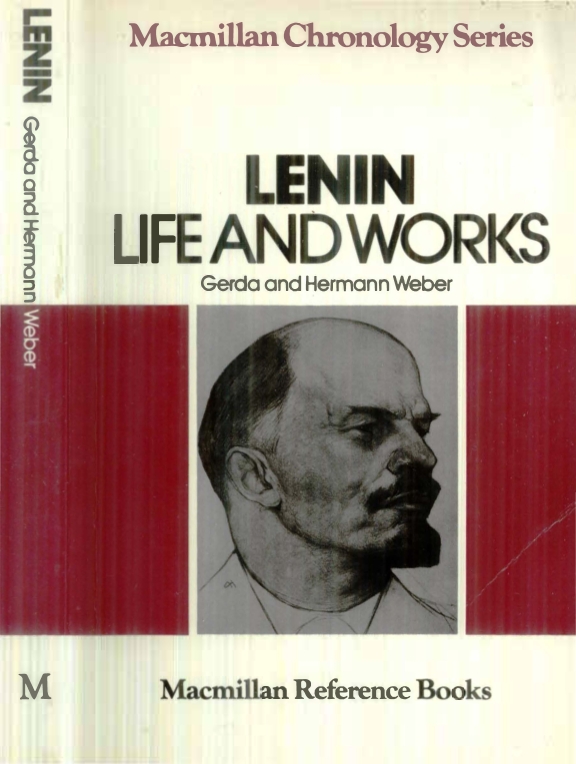 LENIN
Gerda and Hermann Weber
M
Macmillan Chronology Series
LENIN
LIFE AND WORKS
Gerda and Hermann Weber
Macmillan Reference Books